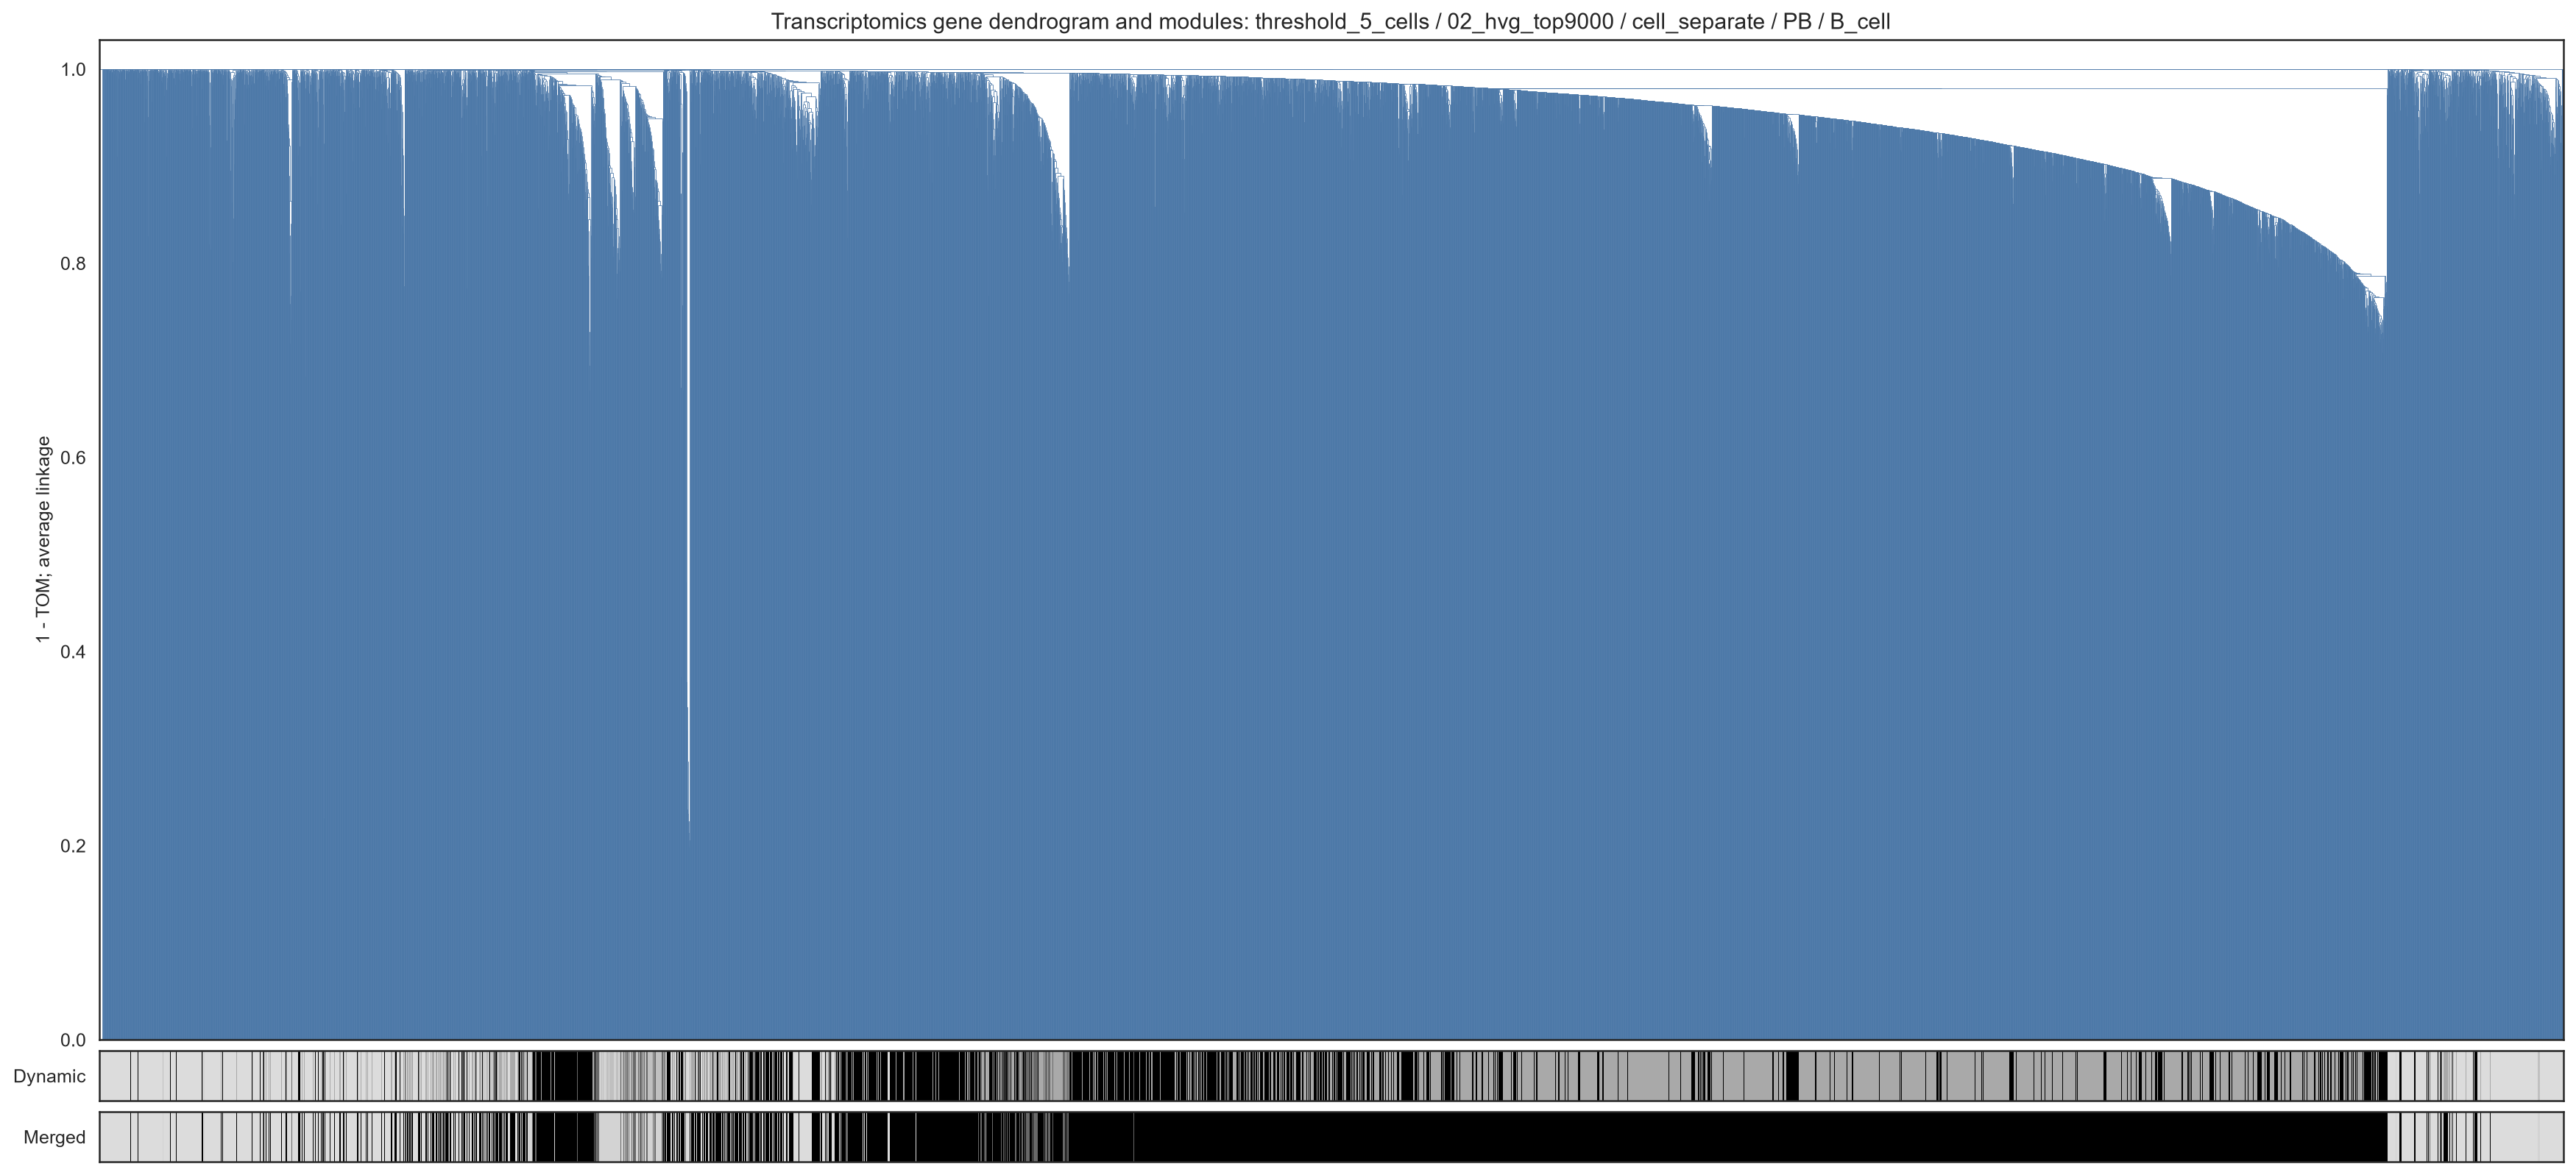 Transcriptomics gene dendrogram and modules: threshold_5_cells / 02_hvg_top9000 / cell_separate / PB / B_cell
1.0
0.8
0.6
0.4
0.2
0.0
1 - TOM; average linkage
Dynamic
Merged